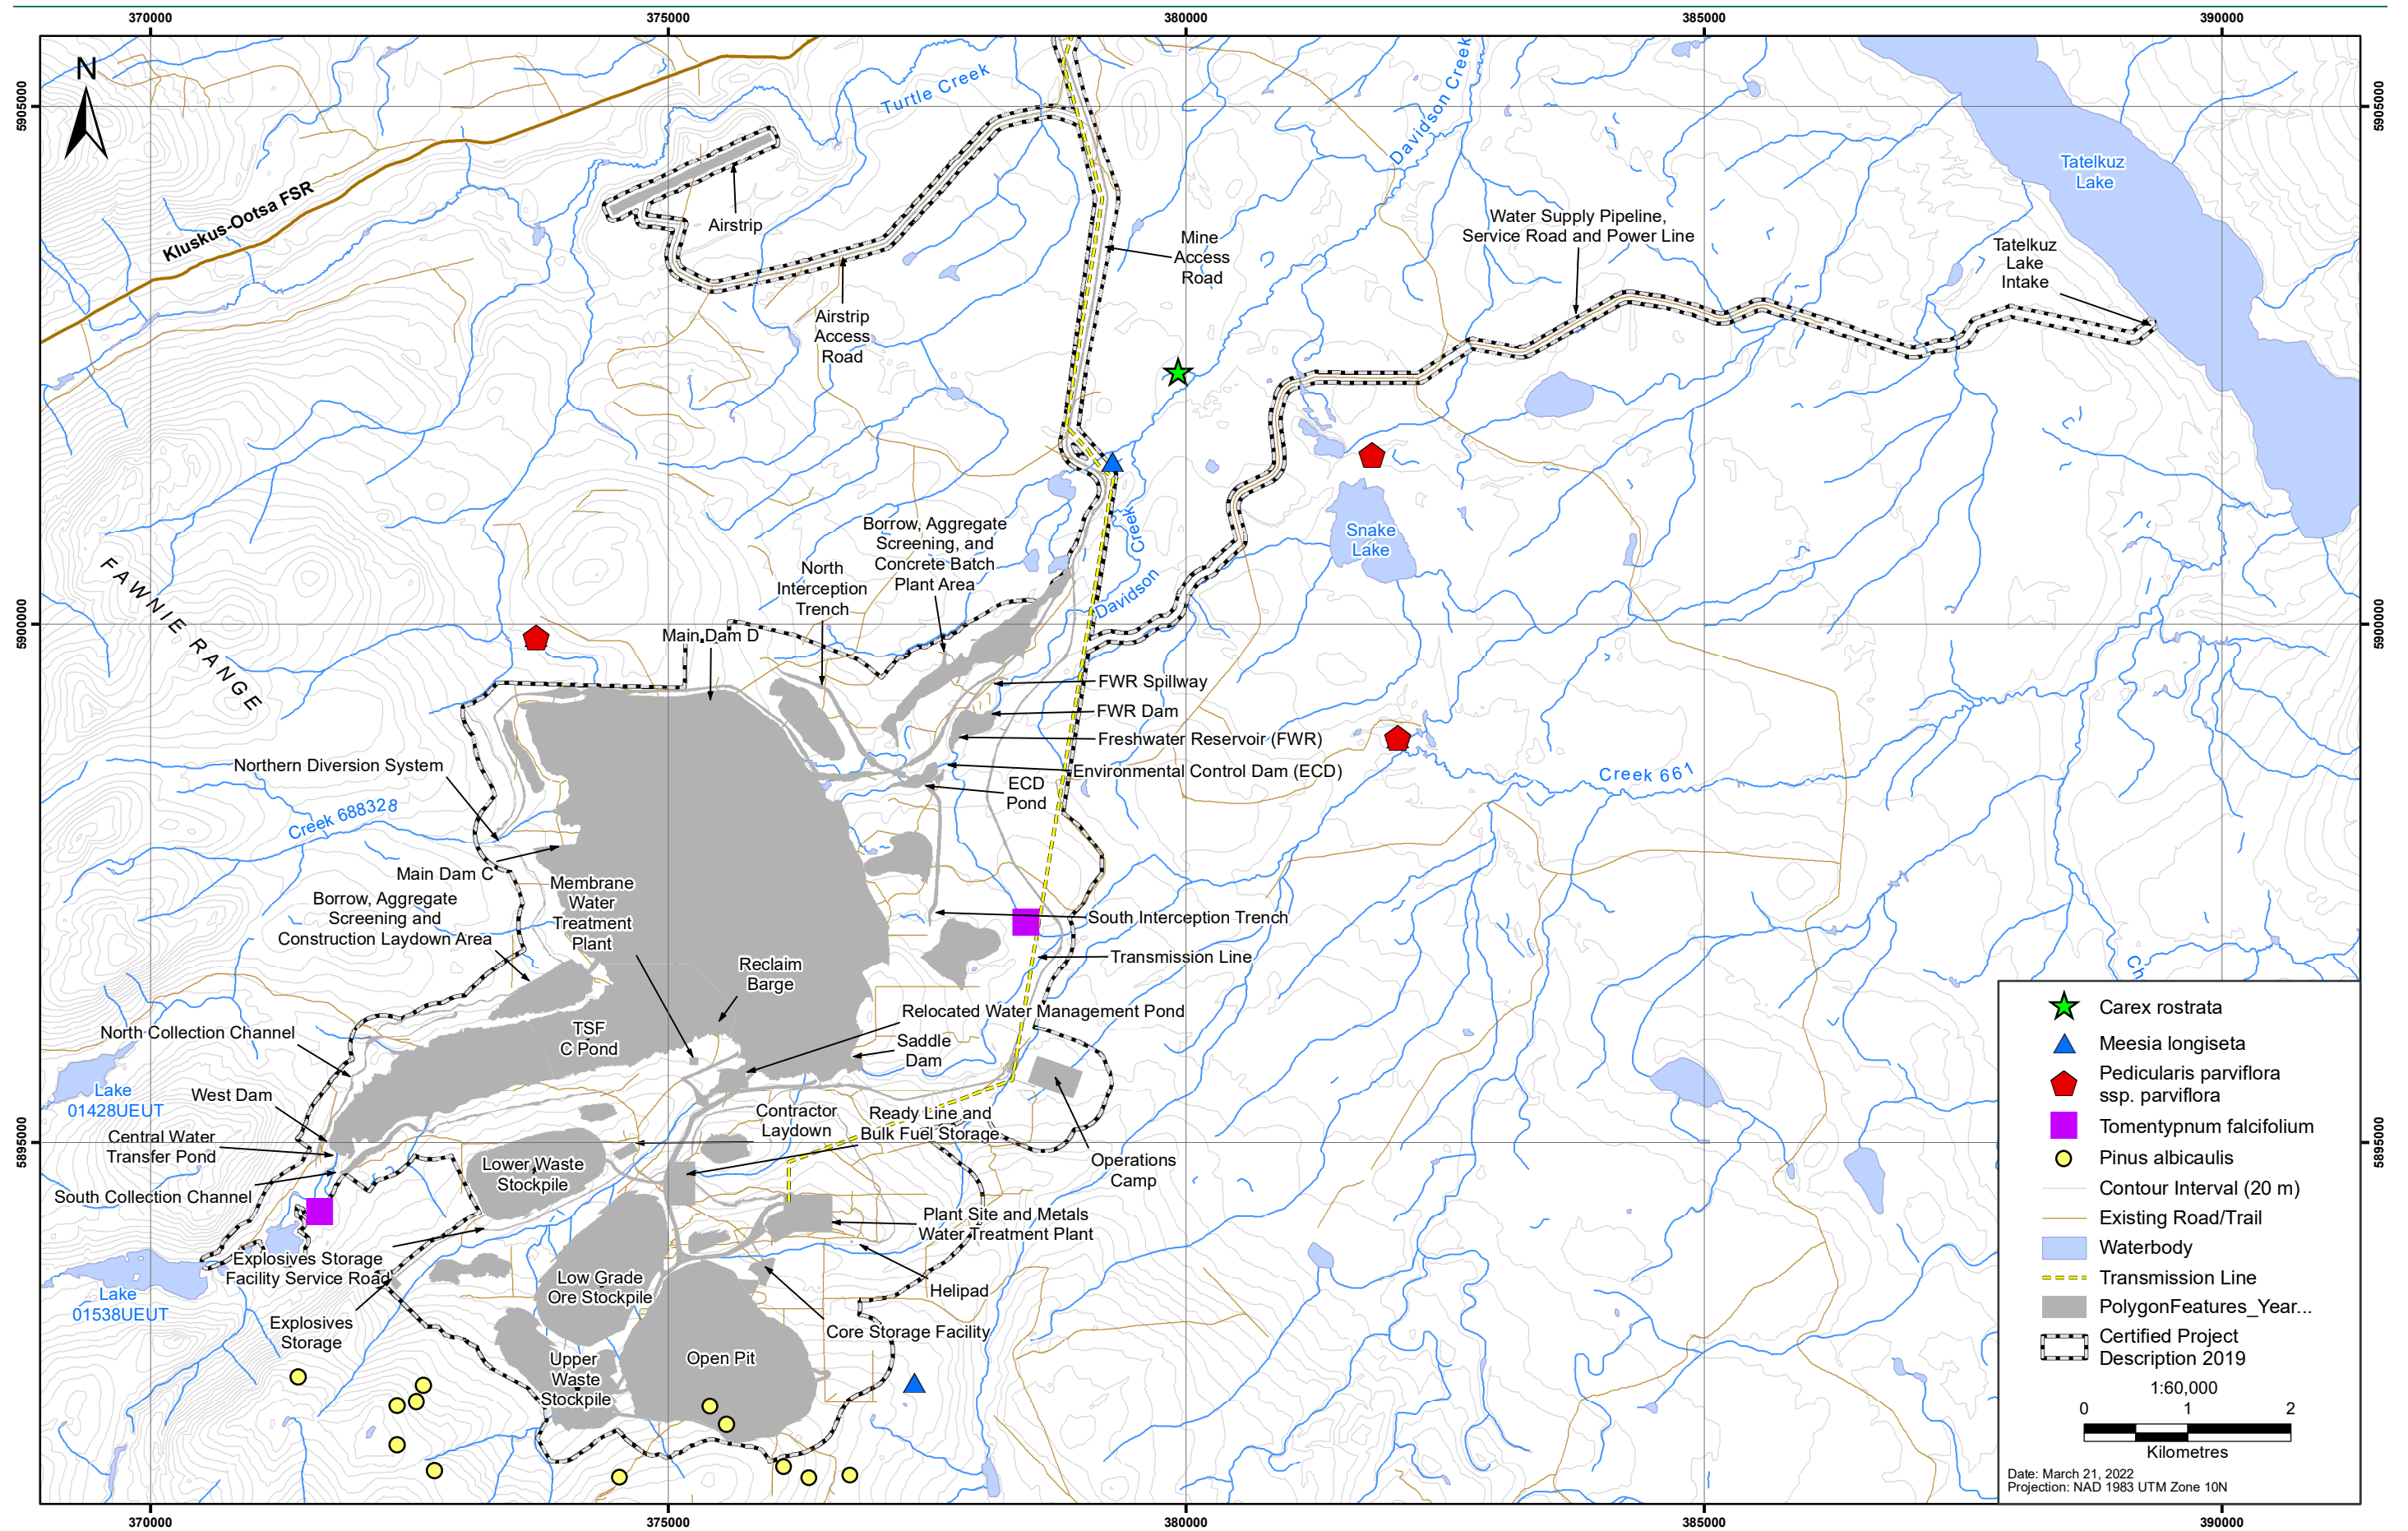 370000
375000
380000
385000
390000
5905000
5905000
N
Turtle Creek
Davidson Creek
Tatelkuz
Lake
Kluskus-Ootsa FSR
Airstrip
Water Supply Pipeline,
Service Road and Power Line
Mine
Access
Road
Tatelkuz
Lake
Intake
Airstrip
Access
Road
Borrow, Aggregate
Screening, and
Concrete Batch
Plant Area
Snake
Lake
Davidson
Creek
North
Interception
Trench
FAWNIE RANGE
5900000
5900000
Main Dam D
FWR Spillway
FWR Dam
Freshwater Reservoir (FWR)
Northern Diversion System
Environmental Control Dam (ECD)
Creek 661
ECD
Pond
Creek 688328
Main Dam C
Membrane
Water
Treatment
Plant
Borrow, Aggregate
Screening and
Construction Laydown Area
South Interception Trench
Transmission Line
Reclaim
Barge
Ch
Relocated Water Management Pond
North Collection Channel
TSF
C Pond
Saddle
Dam
Lake
01428UEUT
West Dam
Contractor
Laydown
Ready Line and
Bulk Fuel Storage
5895000
5895000
Central Water
Transfer Pond
Operations
Camp
Lower Waste
Stockpile
South Collection Channel
Plant Site and Metals
Water Treatment Plant
Explosives Storage
Facility Service Road
Low Grade
Ore Stockpile
Helipad
Lake
01538UEUT
Explosives
Storage
Core Storage Facility
Upper
Waste
Stockpile
Open Pit
Carex rostrata
Meesia longiseta
Pedicularis parviflora
ssp. parviflora
Tomentypnum falcifolium
Pinus albicaulis
Contour Interval (20 m)
Existing Road/Trail
Waterbody
Transmission Line
PolygonFeatures_Year...
Certified Project
Description 2019
1:60,000
0 1 2
Kilometres
Date: March 21, 2022
Projection: NAD 1983 UTM Zone 10N
370000
375000
380000
385000
390000